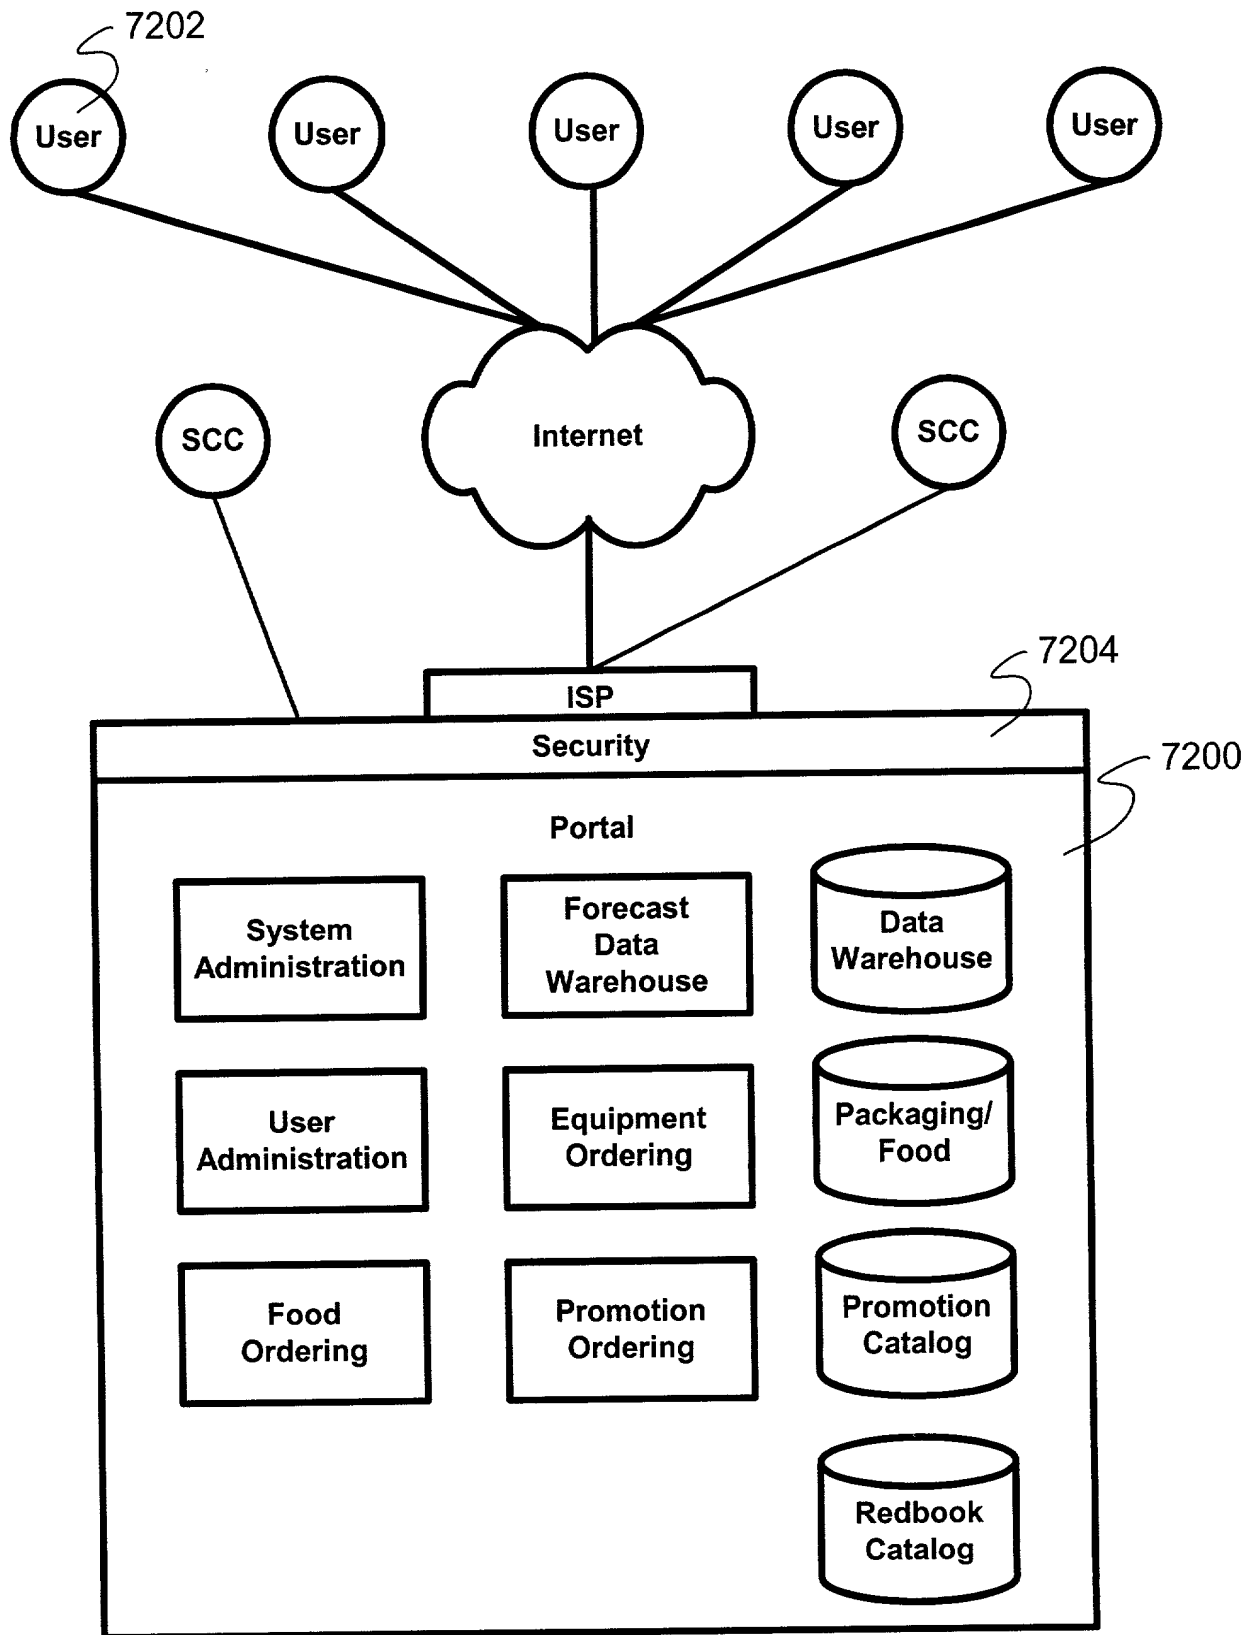 7202
User
User
User
User
User
SCC
Internet
SCC
7204
ISP
Security
7200
Portal
System
Administration
Forecast
Data
Warehouse
Data
Warehouse
User
Administration
Equipment
Ordering
Packaging/
Food
Food
Ordering
Promotion
Ordering
Promotion
Catalog
Redbook
Catalog